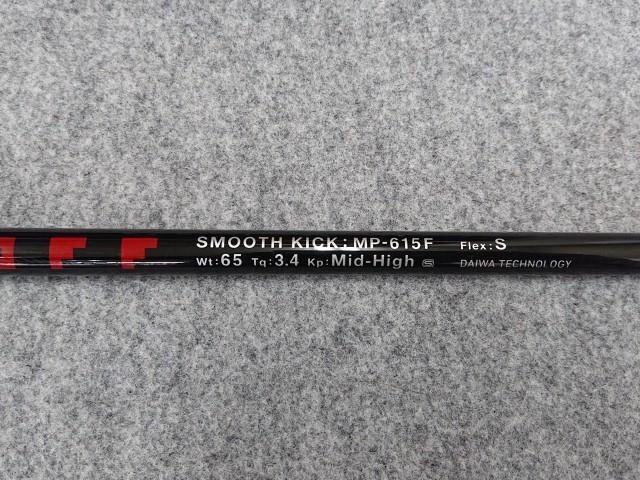 SMOOTH KICK : MP-615F Flex : S
Wt : 65 Tq : 3.4 Kp : Mid-High DAIWA TECHNOLOGY